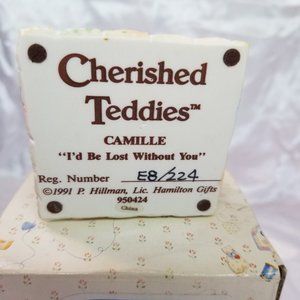 Cherished
Teddies™
CAMILLE
"I'd Be Lost Without You"
Reg. Number E8/224
©1991 P. Hillman, Lic. Hamilton Gifts
950424
China